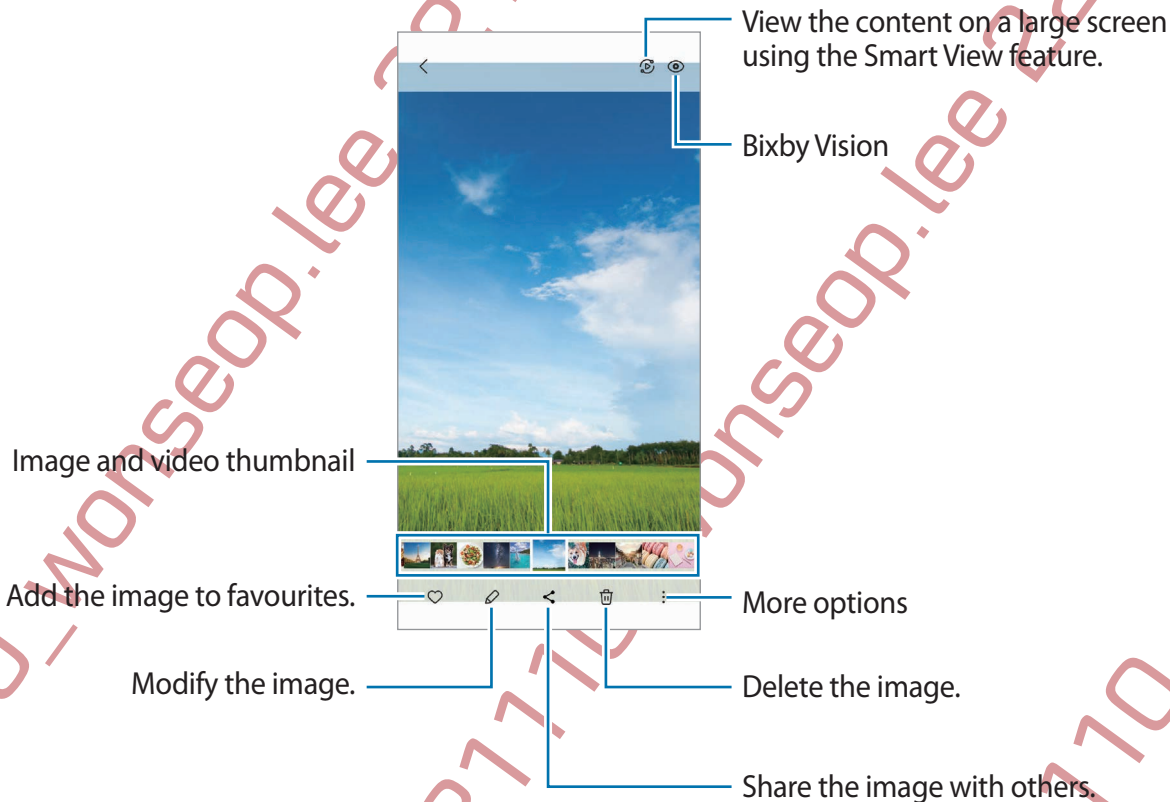 View the content on a large screen
using the Smart View feature.
Bixby Vision
Image and video thumbnail
Add the image to favourites.
More options
Modify the image.
Delete the image.
Share the image with others.